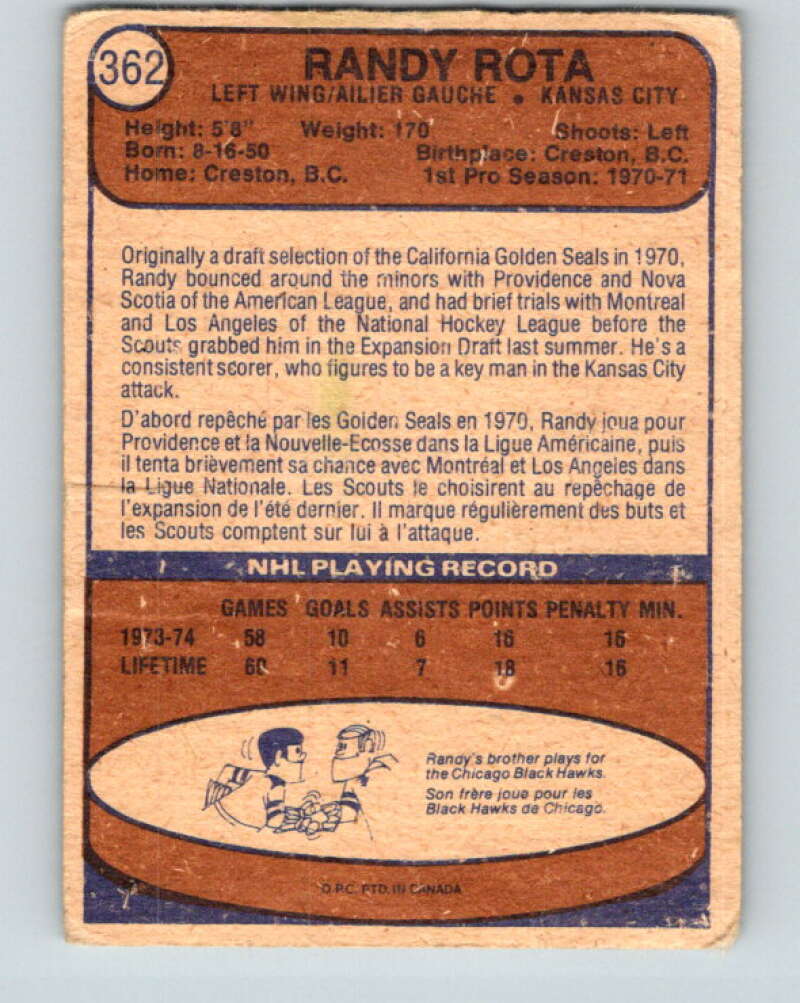 362
RANDY ROTA
LEFT WING/AILIER GAUCHE • KANSAS CITY
Height: 5'8" Weight: 170 Shoots: Left
Born: 8-16-50 Birthplace: Creston, B.C.
Home: Creston, B.C. 1st Pro Season: 1970-71
Originally a draft selection of the California Golden Seals in 1970,
Randy bounced around the minors with Providence and Nova
Scotia of the American League, and had brief trials with Montreal
and Los Angeles of the National Hockey League before the
Scouts grabbed him in the Expansion Draft last summer. He's a
consistent scorer, who figures to be a key man in the Kansas City
attack.
D'abord repêché par les Golden Seals en 1970, Randy joua pour
Providence et la Nouvelle-Ecosse dans la Ligue Américaine, puis
il tenta brièvement sa chance avec Montréal et Los Angeles dans
la Ligue Nationale. Les Scouts le choisirent au repêchage de
l'expansion de l'été dernier. Il marque régulièrement des buts et
les Scouts comptent sur lui à l'attaque.
NHL PLAYING RECORD
GAMES GOALS ASSISTS POINTS PENALTY MIN.
1973-74 58 10 6 16 16
LIFETIME 60 11 7 18 16
Randy's brother plays for
the Chicago Black Hawks.
Son frère joue pour les
Black Hawks de Chicago.
O.P.C. PTD. IN CANADA